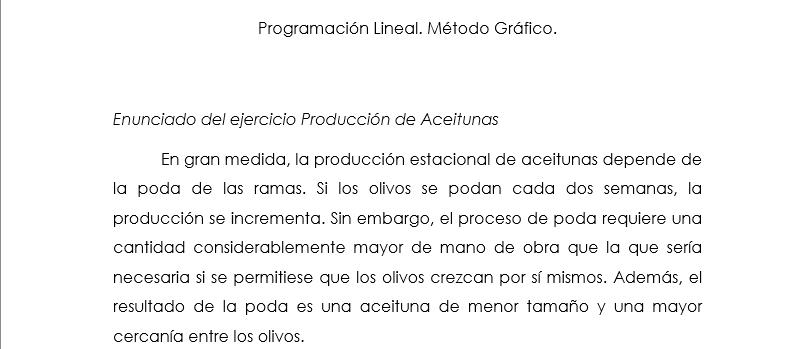 Programación Lineal. Método Gráfico.
Enunciado del ejercicio Producción de Aceitunas
En gran medida, la producción estacional de aceitunas depende de
la poda de las ramas. Si los olivos se podan cada dos semanas, la
producción se incrementa. Sin embargo, el proceso de poda requiere una
cantidad considerablemente mayor de mano de obra que la que sería
necesaria si se permitiese que los olivos crezcan por sí mismos. Además, el
resultado de la poda es una aceituna de menor tamaño y una mayor
cercanía entre los olivos.